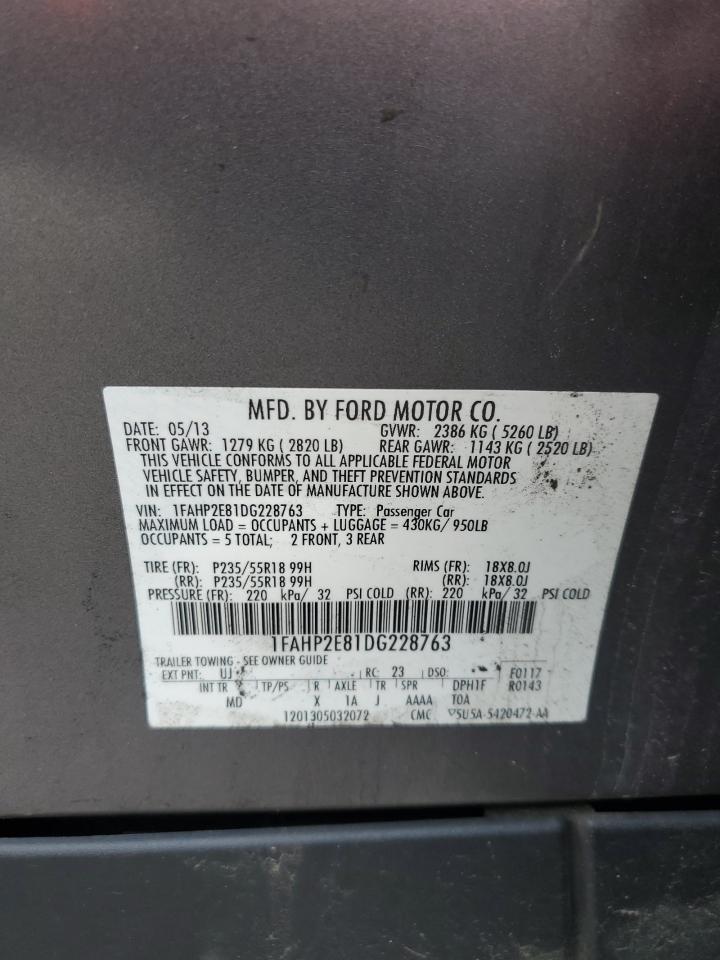 MFD. BY FORD MOTOR CO.
DATE: 05/13 GVWR: 2386 KG ( 5260 LB)
FRONT GAWR: 1279 KG ( 2820 LB) REAR GAWR: 1143 KG ( 2520 LB)
THIS VEHICLE CONFORMS TO ALL APPLICABLE FEDERAL MOTOR
VEHICLE SAFETY, BUMPER, AND THEFT PREVENTION STANDARDS
IN EFFECT ON THE DATE OF MANUFACTURE SHOWN ABOVE.
VIN: 1FAHP2E81DG228763 TYPE: Passenger Car
MAXIMUM LOAD = OCCUPANTS + LUGGAGE = 430KG/ 950LB
OCCUPANTS = 5 TOTAL; 2 FRONT, 3 REAR
TIRE (FR): P235/55R18 99H RIMS (FR): 18X8.0J
(RR): P235/55R18 99H (RR): 18X8.0J
PRESSURE (FR): 220 kPa/ 32 PSI COLD (RR): 220 kPa/ 32 PSI COLD
1FAHP2E81DG228763
TRAILER TOWING - SEE OWNER GUIDE
EXT PNT: UJ RC: 23 DSO: F0117
INT TR TP/PS R AXLE TR SPR DPH1F R0143
MD X 1A J AAAA TOA
1201305032072 CMC 5U5A-5420472-AA